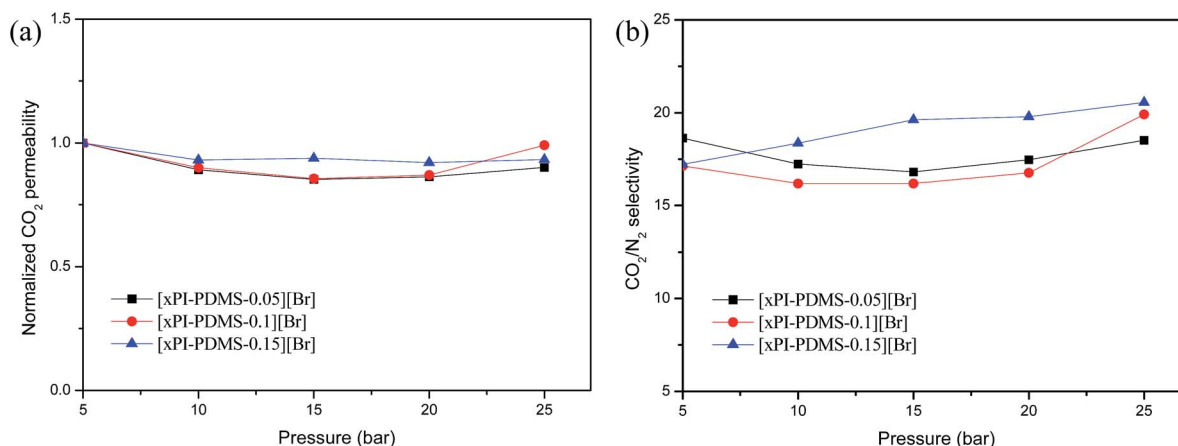 (a)
1.5
1.0
0.5
0.0
Normalized CO₂ permeability
[xPI-PDMS-0.05][Br]
[xPI-PDMS-0.1][Br]
[xPI-PDMS-0.15][Br]
5 10 15 20 25
Pressure (bar)
(b)
25
20
15
10
5
CO₂/N₂ selectivity
[xPI-PDMS-0.05][Br]
[xPI-PDMS-0.1][Br]
[xPI-PDMS-0.15][Br]
5 10 15 20 25
Pressure (bar)